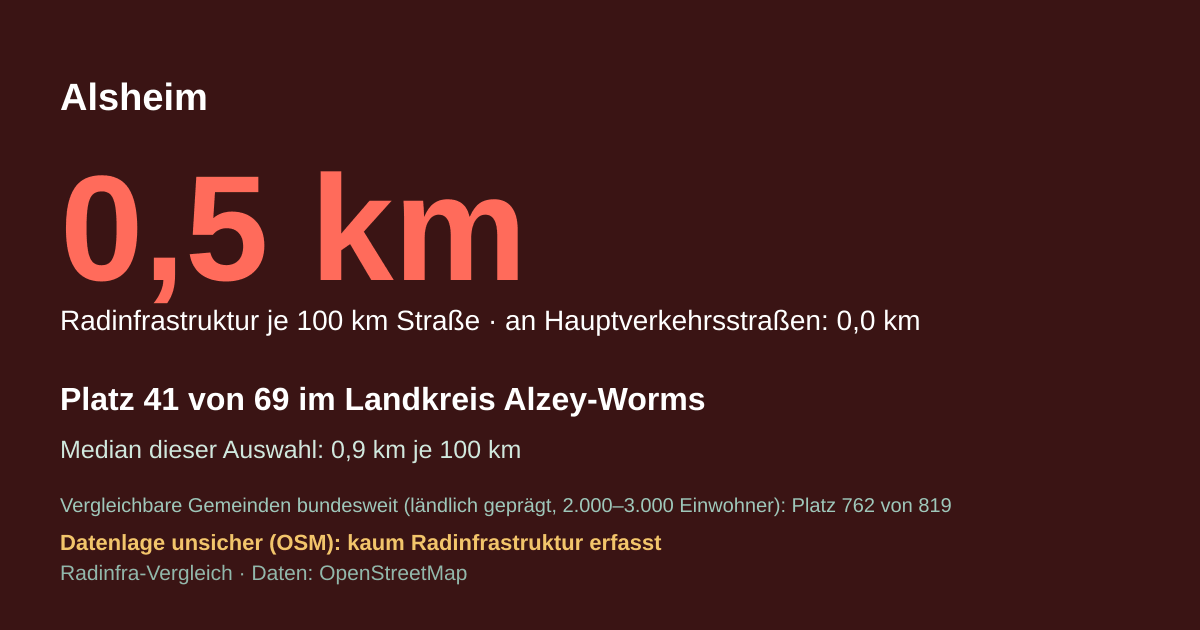 Alsheim
0,5 km
Radinfrastruktur je 100 km Straße · an Hauptverkehrsstraßen: 0,0 km
Platz 41 von 69 im Landkreis Alzey-Worms
Median dieser Auswahl: 0,9 km je 100 km
Vergleichbare Gemeinden bundesweit (ländlich geprägt, 2.000–3.000 Einwohner): Platz 762 von 819
Datenlage unsicher (OSM): kaum Radinfrastruktur erfasst
Radinfra-Vergleich · Daten: OpenStreetMap